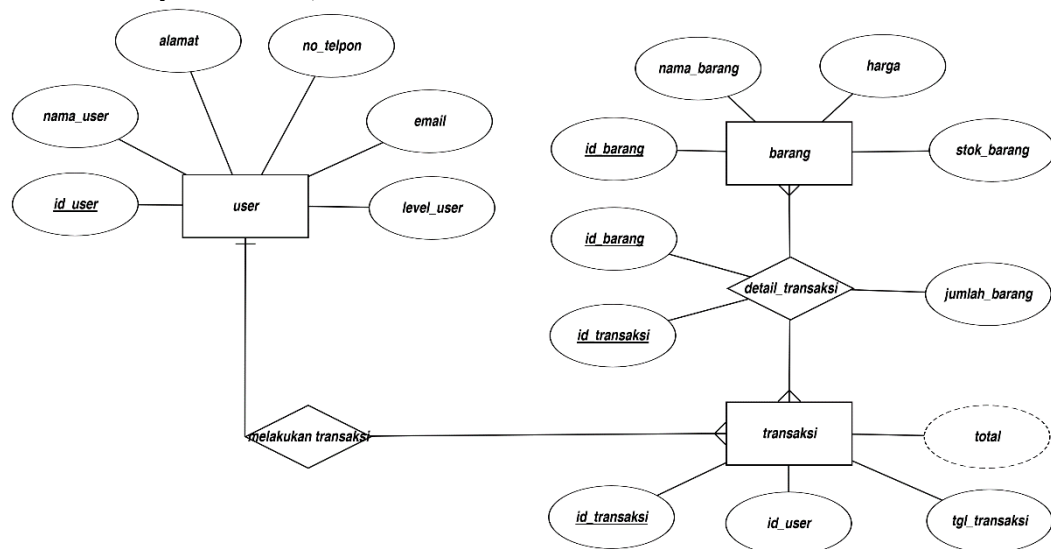 alamat
no_telpon
nama_user
email
id_user
user
level_user
nama_barang
harga
id_barang
barang
stok_barang
id_barang
detail_transaksi
jumlah_barang
id_transaksi
melakukan transaksi
transaksi
total
id_transaksi
id_user
tgl_transaksi